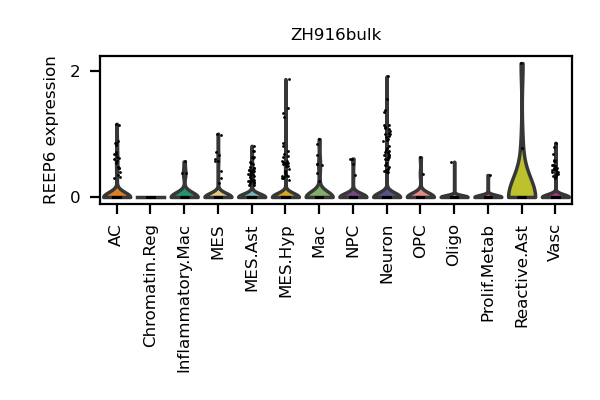 ZH916bulk
REEP6 expression
2
0
AC
Chromatin.Reg
Inflammatory.Mac
MES
MES.Ast
MES.Hyp
Mac
NPC
Neuron
OPC
Oligo
Prolif.Metab
Reactive.Ast
Vasc